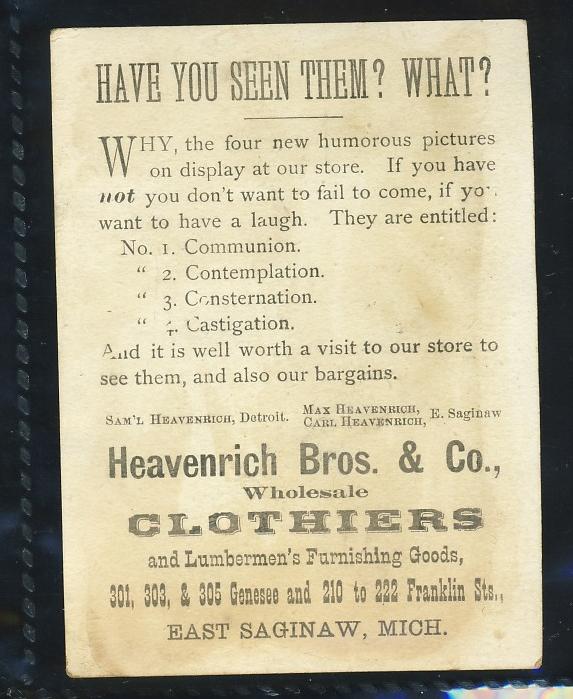 HAVE YOU SEEN THEM? WHAT?
WHY, the four new humorous pictures
on display at our store. If you have
not you don't want to fail to come, if you
want to have a laugh. They are entitled:
No. 1. Communion.
" 2. Contemplation.
" 3. Consternation.
" 4. Castigation.
And it is well worth a visit to our store to
see them, and also our bargains.
SAM'L HEAVENRICH, Detroit. MAX HEAVENRICH, CARL HEAVENRICH, E. Saginaw
Heavenrich Bros. & Co.,
Wholesale
CLOTHIERS
and Lumbermen's Furnishing Goods,
301, 303, & 305 Genesee and 210 to 222 Franklin Sts.,
EAST SAGINAW, MICH.